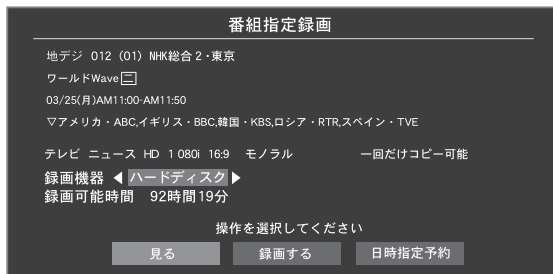 番組指定録画
地デジ 012 (01) NHK総合2・東京
ワールドWave二
03/25(月)AM11:00-AM11:50
▽アメリカ・ABC,イギリス・BBC,韓国・KBS,ロシア・RTR,スペイン・TVE
テレビ ニュース HD 1080i 16:9 モノラル 一回だけコピー可能
録画機器 ◀ ハードディスク ▶
録画可能時間 92時間19分
操作を選択してください
見る 録画する 日時指定予約